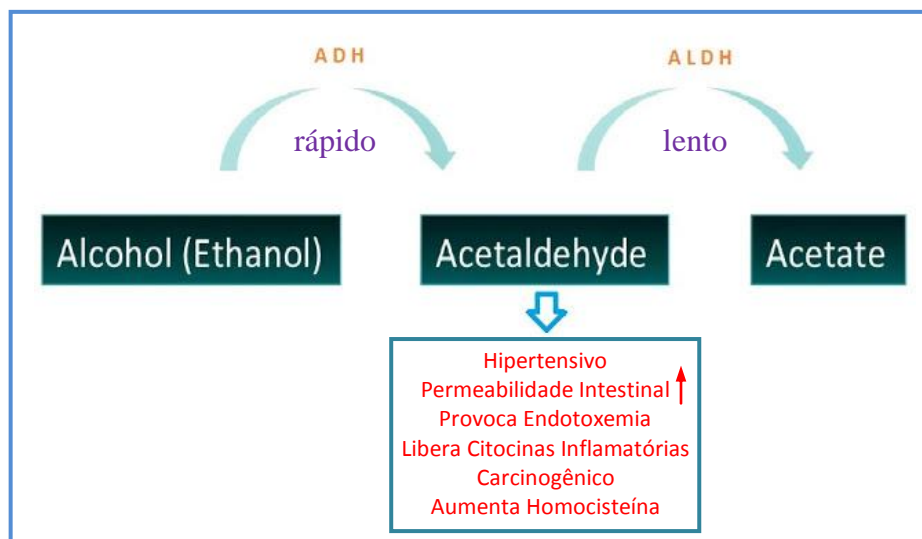 ADH
ALDH
rápido
lento
Alcohol (Ethanol)
Acetaldehyde
Acetate
Hipertensivo
Permeabilidade Intestinal
Provoca Endotoxemia
Libera Citocinas Inflamatórias
Carcinogênico
Aumenta Homocisteína